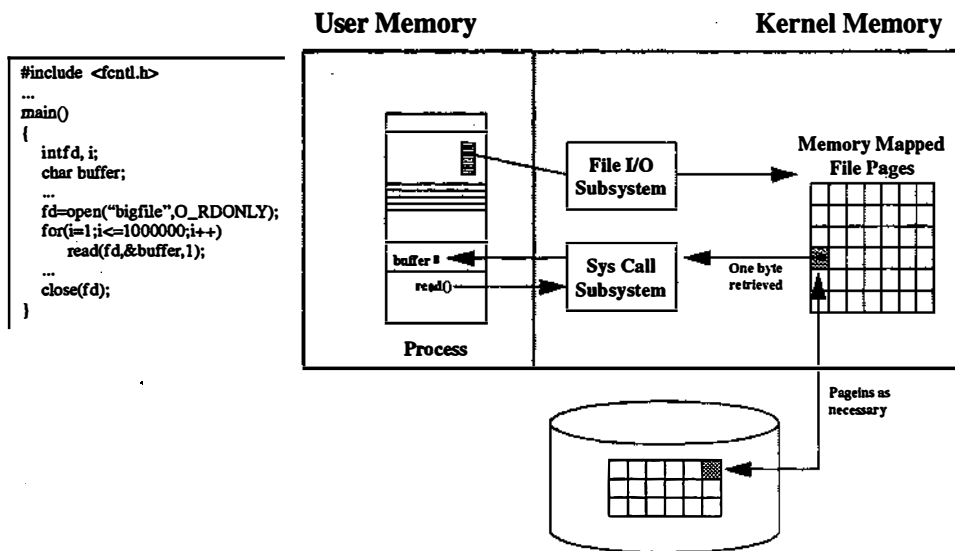 User Memory
Kernel Memory
#include <fcntl.h>
...
main()
{
intfd, i;
char buffer;
...
fd=open("bigfile",O_RDONLY);
for(i=1;i<=1000000;i++)
read(fd,&buffer,1);
...
close(fd);
}
File I/O
Subsystem
Memory Mapped
File Pages
buffer
read()
Sys Call
Subsystem
One byte
retrieved
Process
Pageins as
necessary